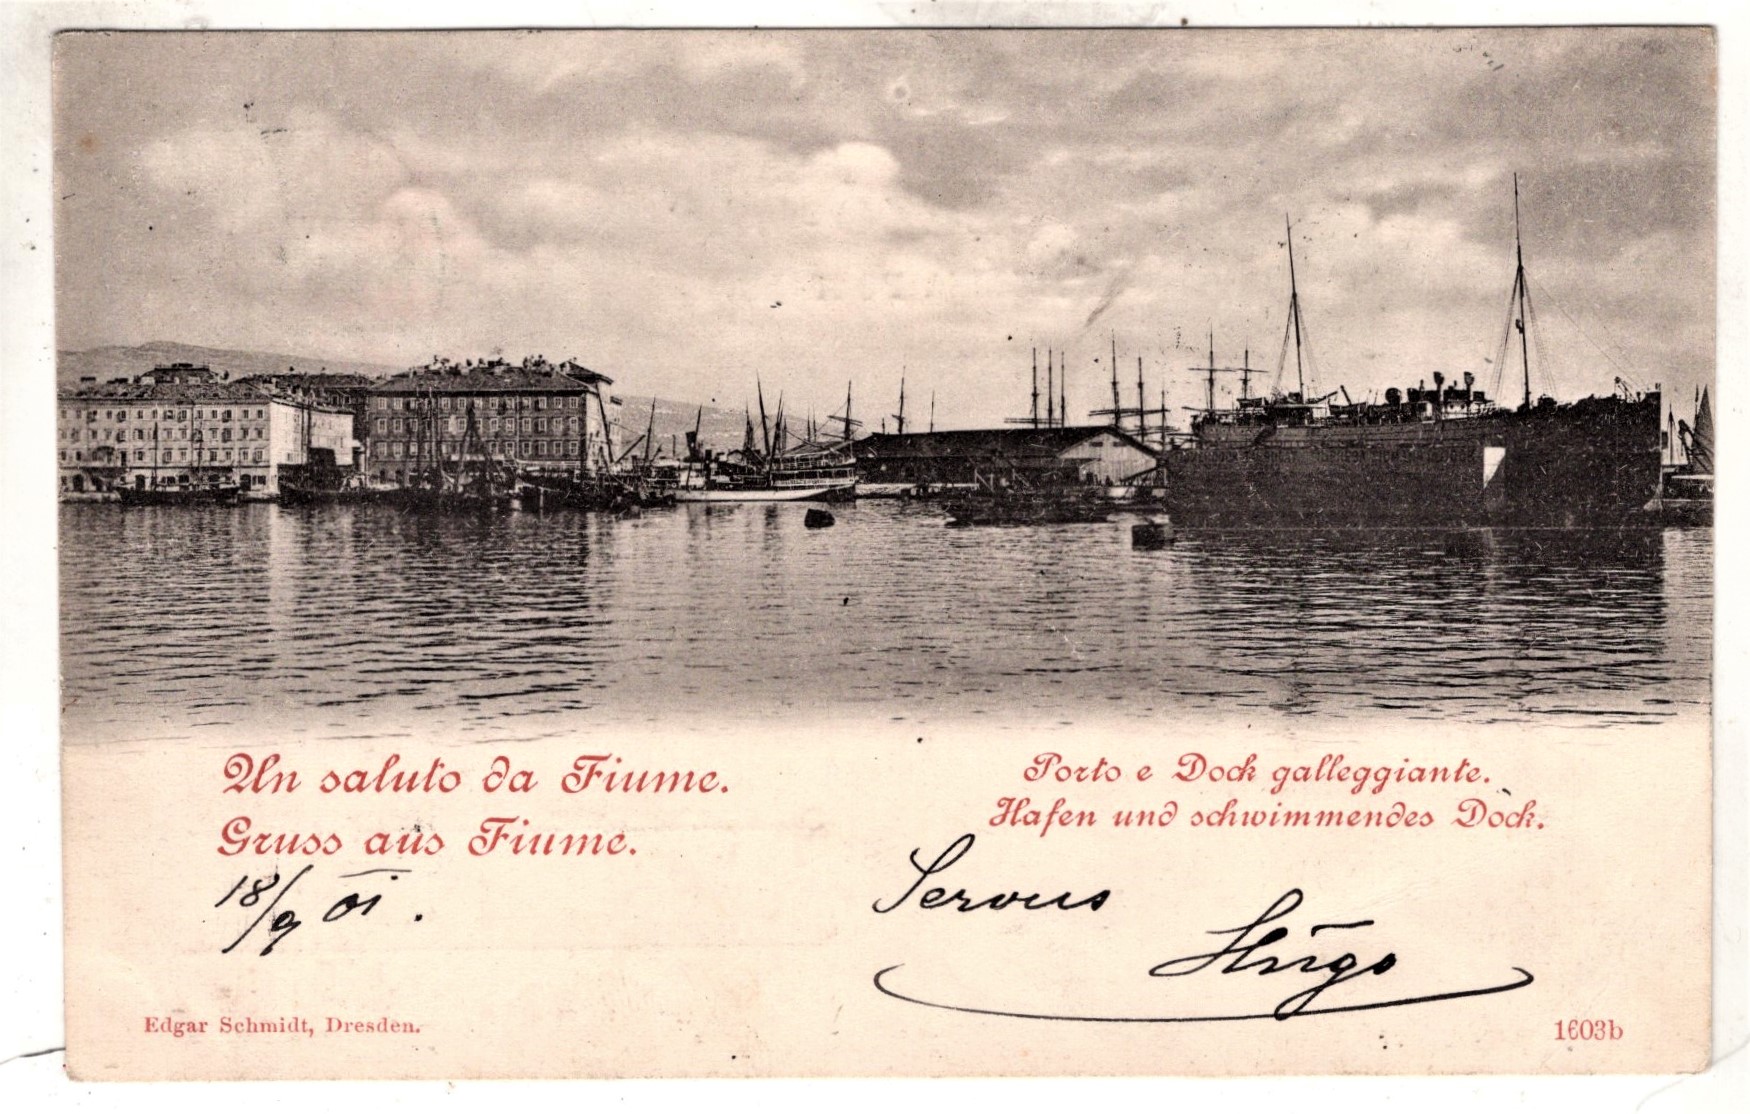 Un saluto da Fiume.
Gruss aus Fiume.
Porto e Dock galleggiante.
Hafen und schwimmendes Dock.
18/9 01.
Servus
Hugo
Edgar Schmidt, Dresden.
1603b